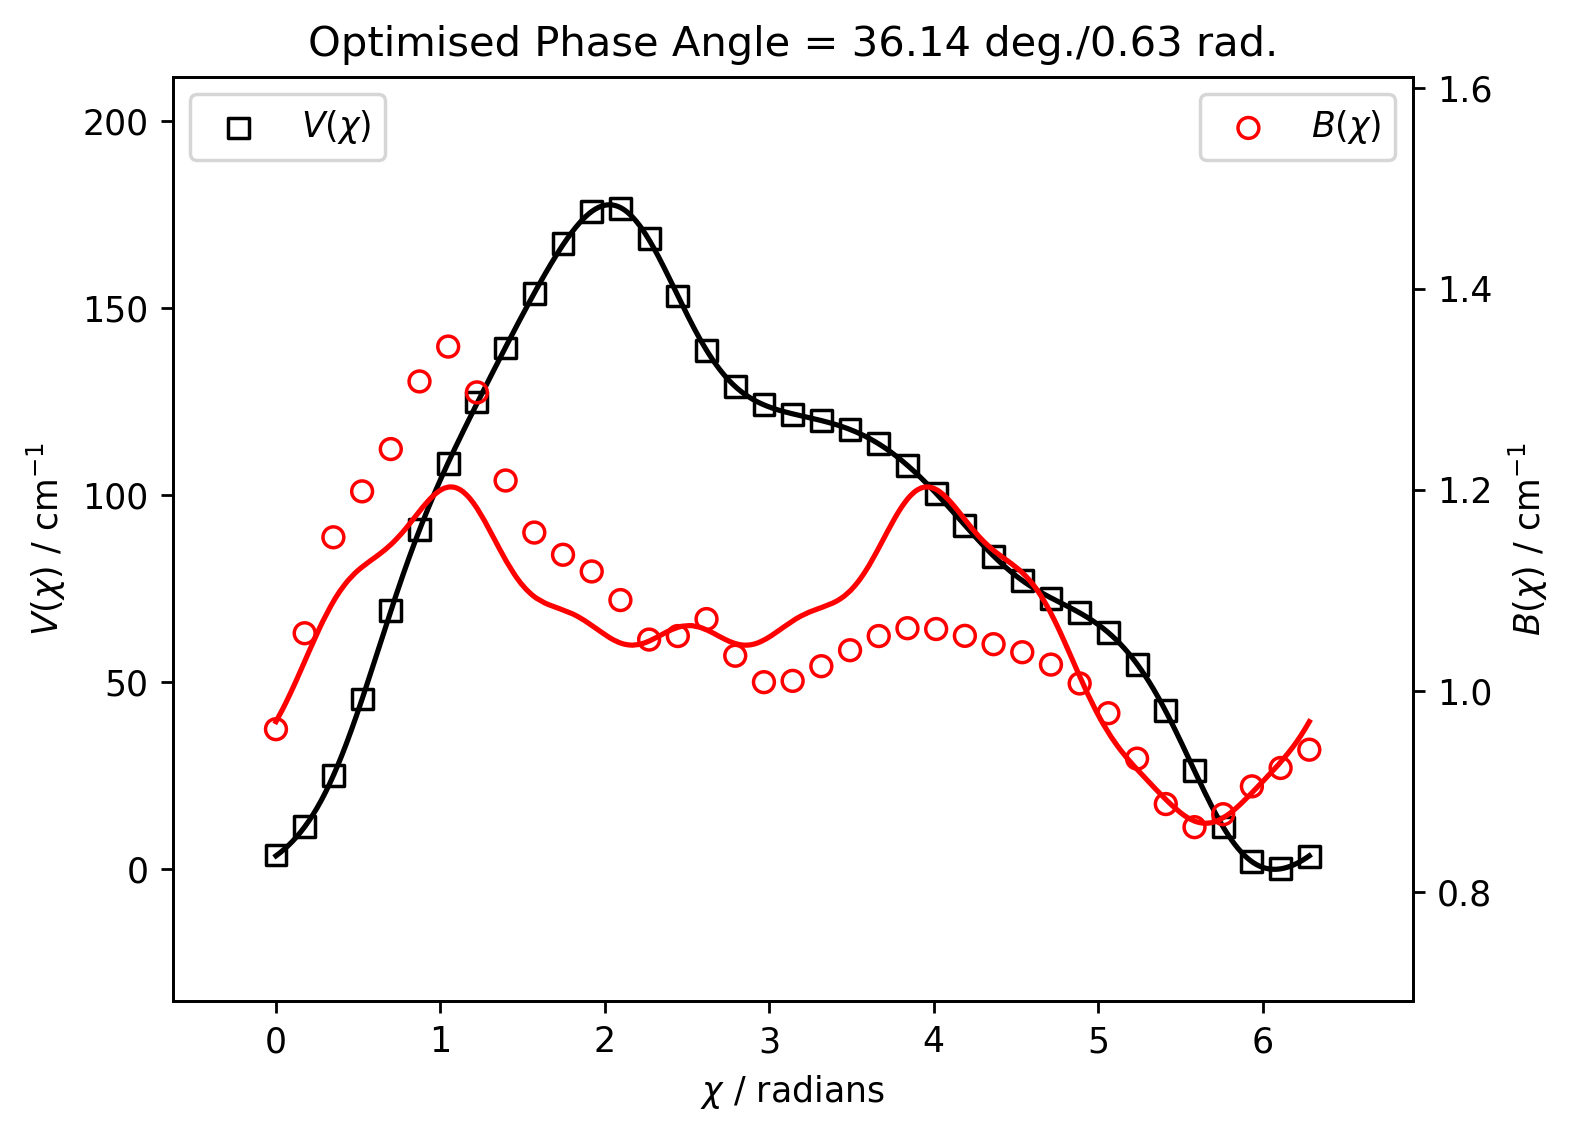 Optimised Phase Angle = 36.14 deg./0.63 rad.
V(χ)
B(χ)
200
150
100
50
0
V(χ) / cm⁻¹
1.6
1.4
1.2
1.0
0.8
B(χ) / cm⁻¹
0 1 2 3 4 5 6
χ / radians